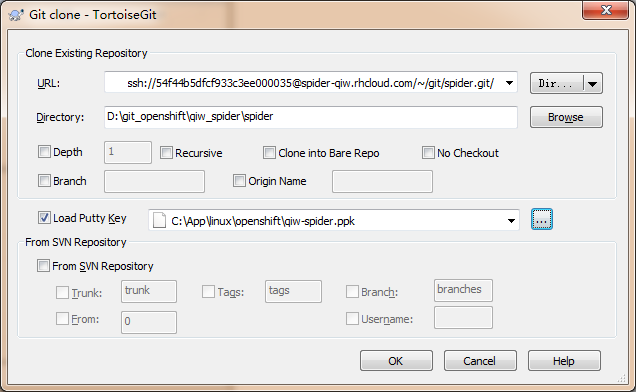 Git clone - TortoiseGit
Clone Existing Repository
URL: ssh://54f44b5dfcf933c3ee000035@spider-qiw.rhcloud.com/~/git/spider.git/ Dir...
Directory: D:\git_openshift\qiw_spider\spider Browse
Depth 1 Recursive Clone into Bare Repo No Checkout
Branch Origin Name
Load Putty Key C:\App\linux\openshift\qiw-spider.ppk ...
From SVN Repository
From SVN Repository
Trunk: trunk Tags: tags Branch: branches
From: 0 Username:
OK Cancel Help